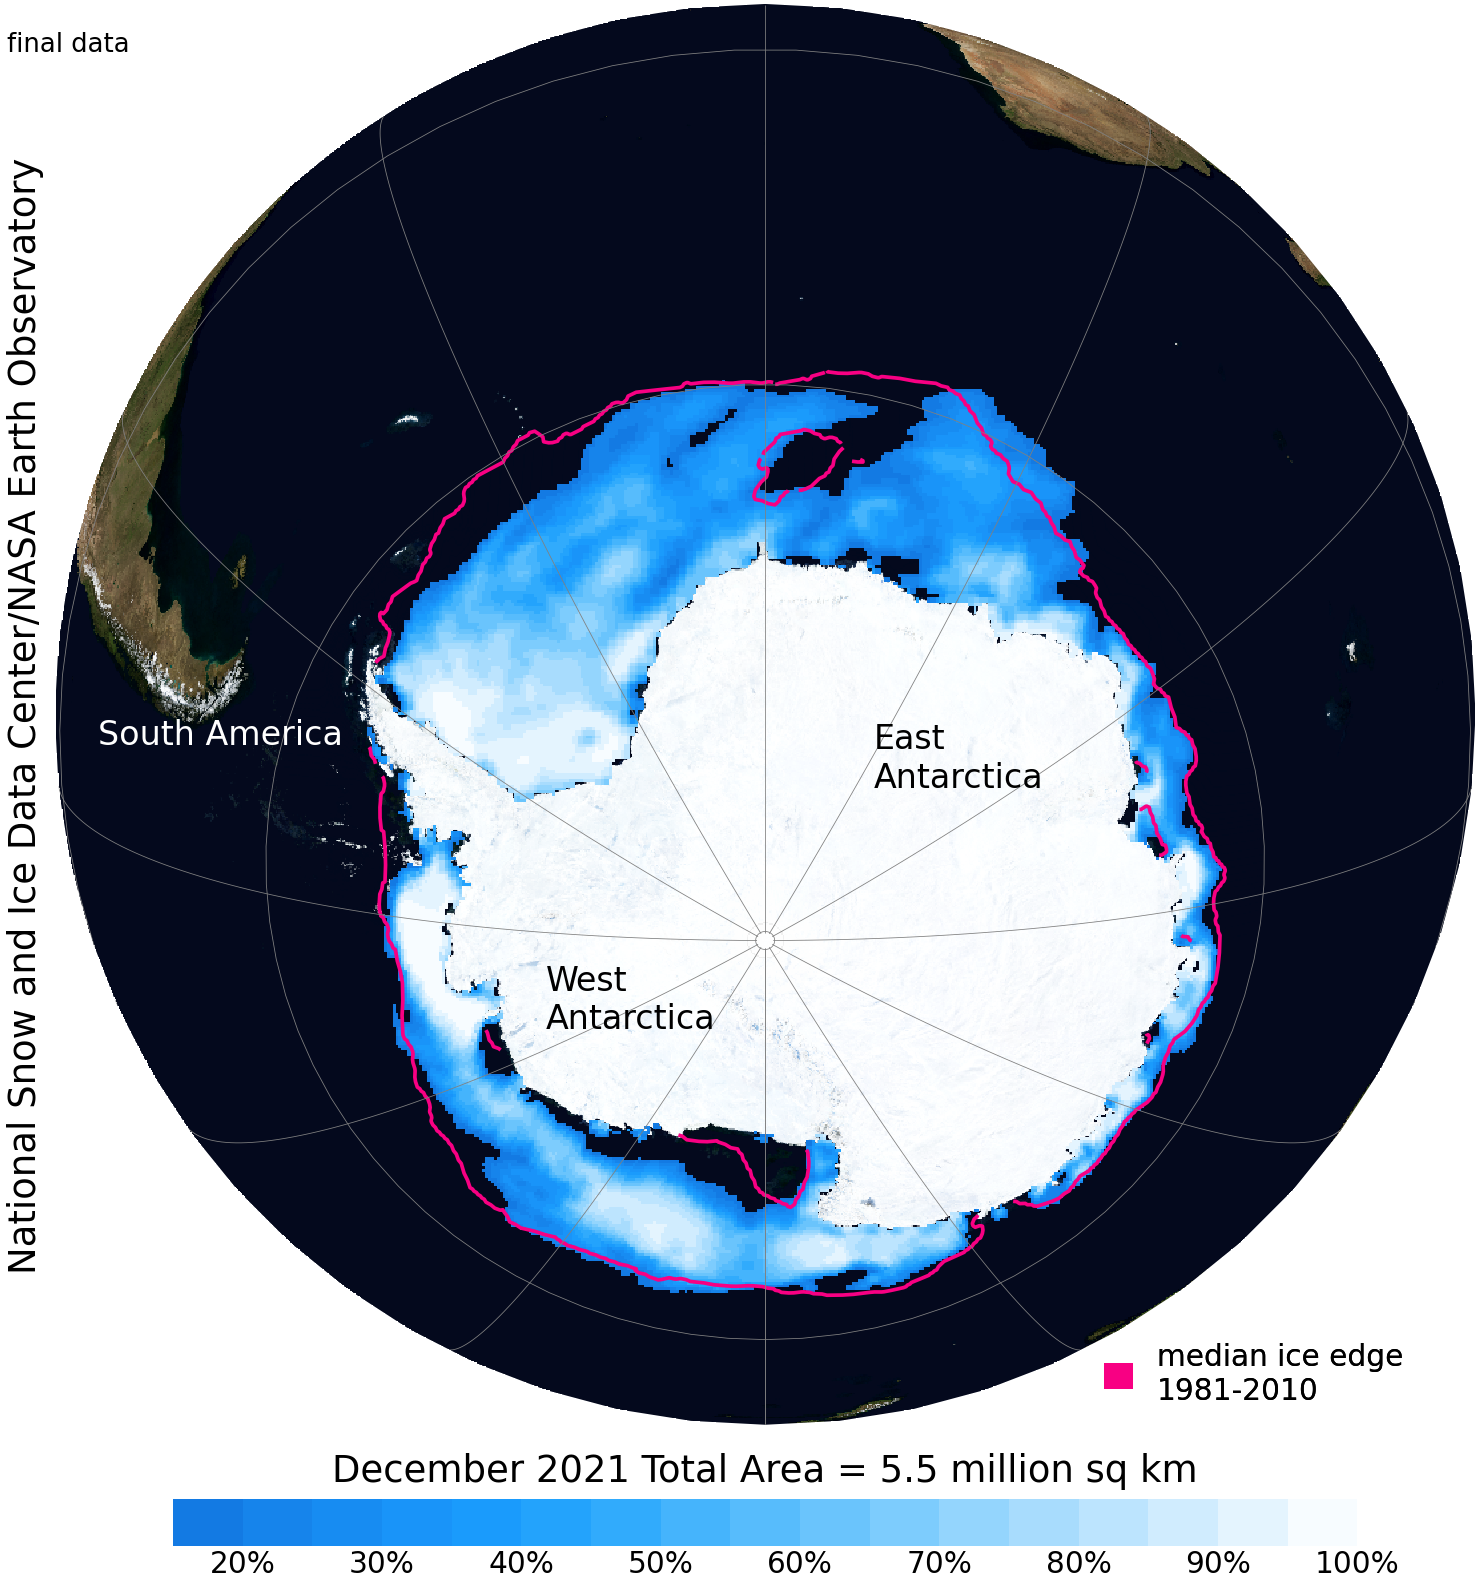 final data
National Snow and Ice Data Center/NASA Earth Observatory
South America
East
Antarctica
West
Antarctica
median ice edge
1981-2010
December 2021 Total Area = 5.5 million sq km
20% 30% 40% 50% 60% 70% 80% 90% 100%